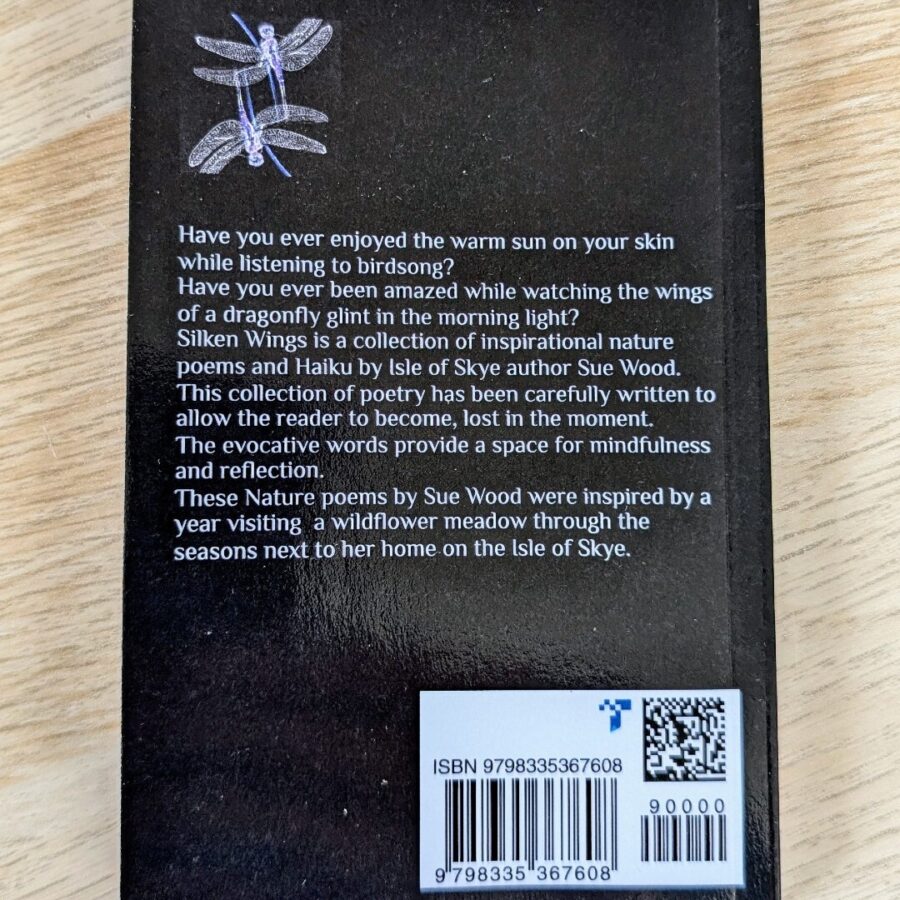 Have you ever enjoyed the warm sun on your skin
while listening to birdsong?
Have you ever been amazed while watching the wings
of a dragonfly glint in the morning light?
Silken Wings is a collection of inspirational nature
poems and Haiku by Isle of Skye author Sue Wood.
This collection of poetry has been carefully written to
allow the reader to become, lost in the moment.
The evocative words provide a space for mindfulness
and reflection.
These Nature poems by Sue Wood were inspired by a
year visiting  a wildflower meadow through the
seasons next to her home on the Isle of Skye.
ISBN 9798335367608
90000
9 798335 367608